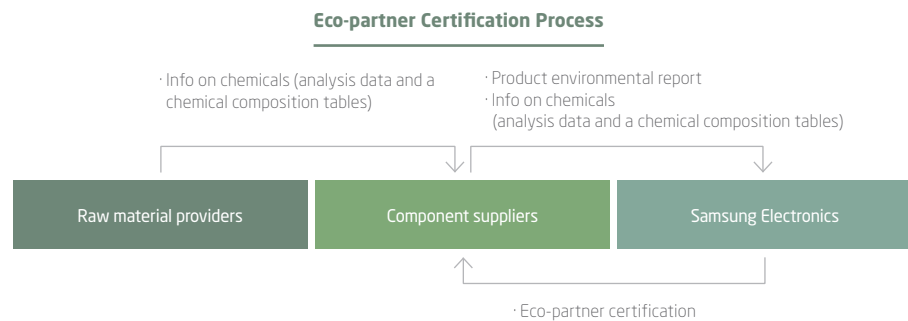 Eco-partner Certification Process
· Info on chemicals (analysis data and a
chemical composition tables)
· Product environmental report
· Info on chemicals
(analysis data and a chemical composition tables)
Raw material providers
Component suppliers
Samsung Electronics
· Eco-partner certification